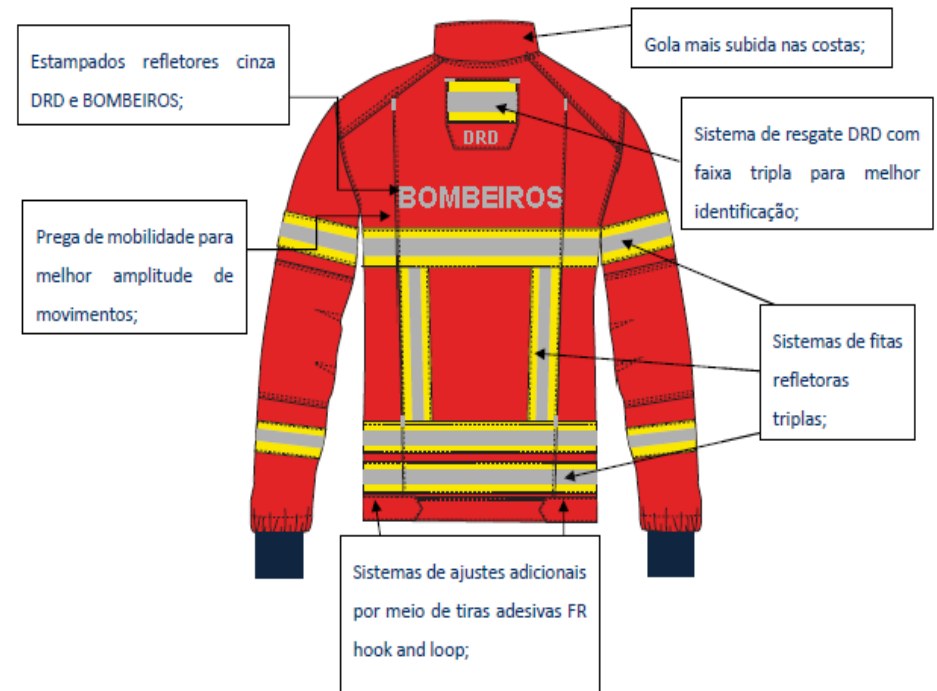 Estampados refletores cinza
DRD e BOMBEIROS;
Gola mais subida nas costas;
Sistema de resgate DRD com
faixa tripla para melhor
identificação;
DRD
BOMBEIROS
Prega de mobilidade para
melhor amplitude de
movimentos;
Sistemas de fitas
refletoras
triplas;
Sistemas de ajustes adicionais
por meio de tiras adesivas FR
hook and loop;